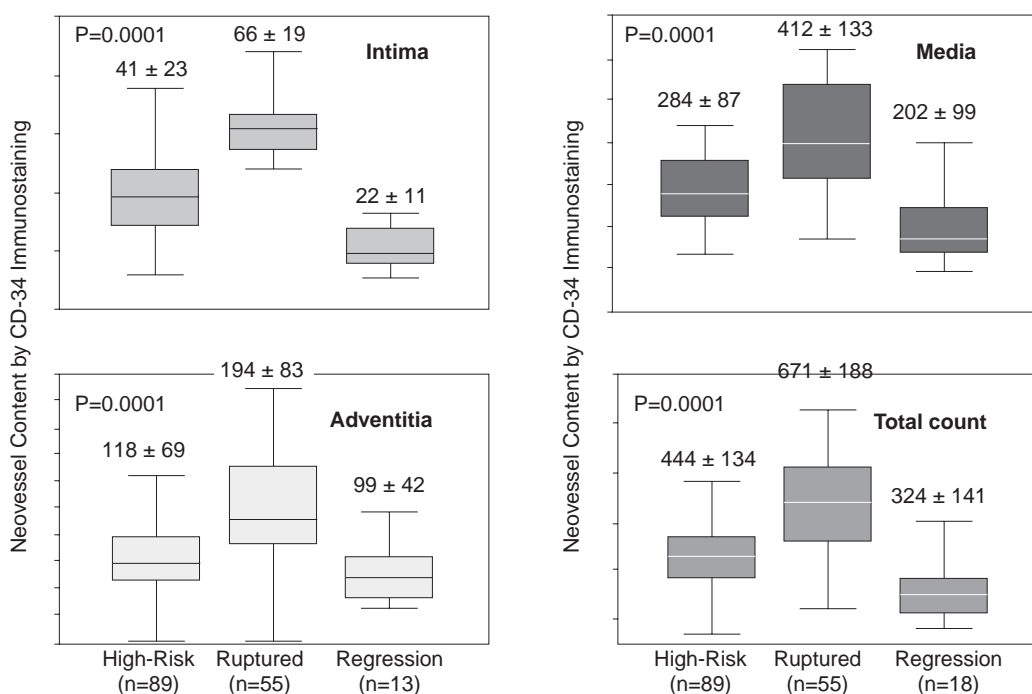 Neovessel Content by CD-34 Immunostaining
P=0.0001
41 ± 23
66 ± 19
Intima
22 ± 11
P=0.0001
118 ± 69
194 ± 83
Adventitia
99 ± 42
High-Risk
(n=89)
Ruptured
(n=55)
Regression
(n=13)
Neovessel Content by CD-34 Immunostaining
P=0.0001
284 ± 87
412 ± 133
Media
202 ± 99
P=0.0001
444 ± 134
671 ± 188
Total count
324 ± 141
High-Risk
(n=89)
Ruptured
(n=55)
Regression
(n=18)